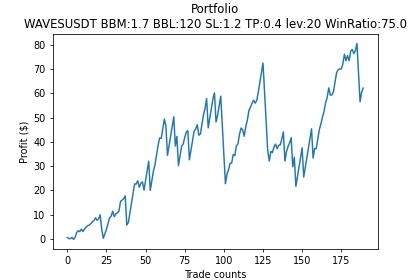 Portfolio
WAVESUSDT BBM:1.7 BBL:120 SL:1.2 TP:0.4 lev:20 WinRatio:75.0
80
70
60
50
40
30
20
10
0
Profit ($)
0 25 50 75 100 125 150 175
Trade counts